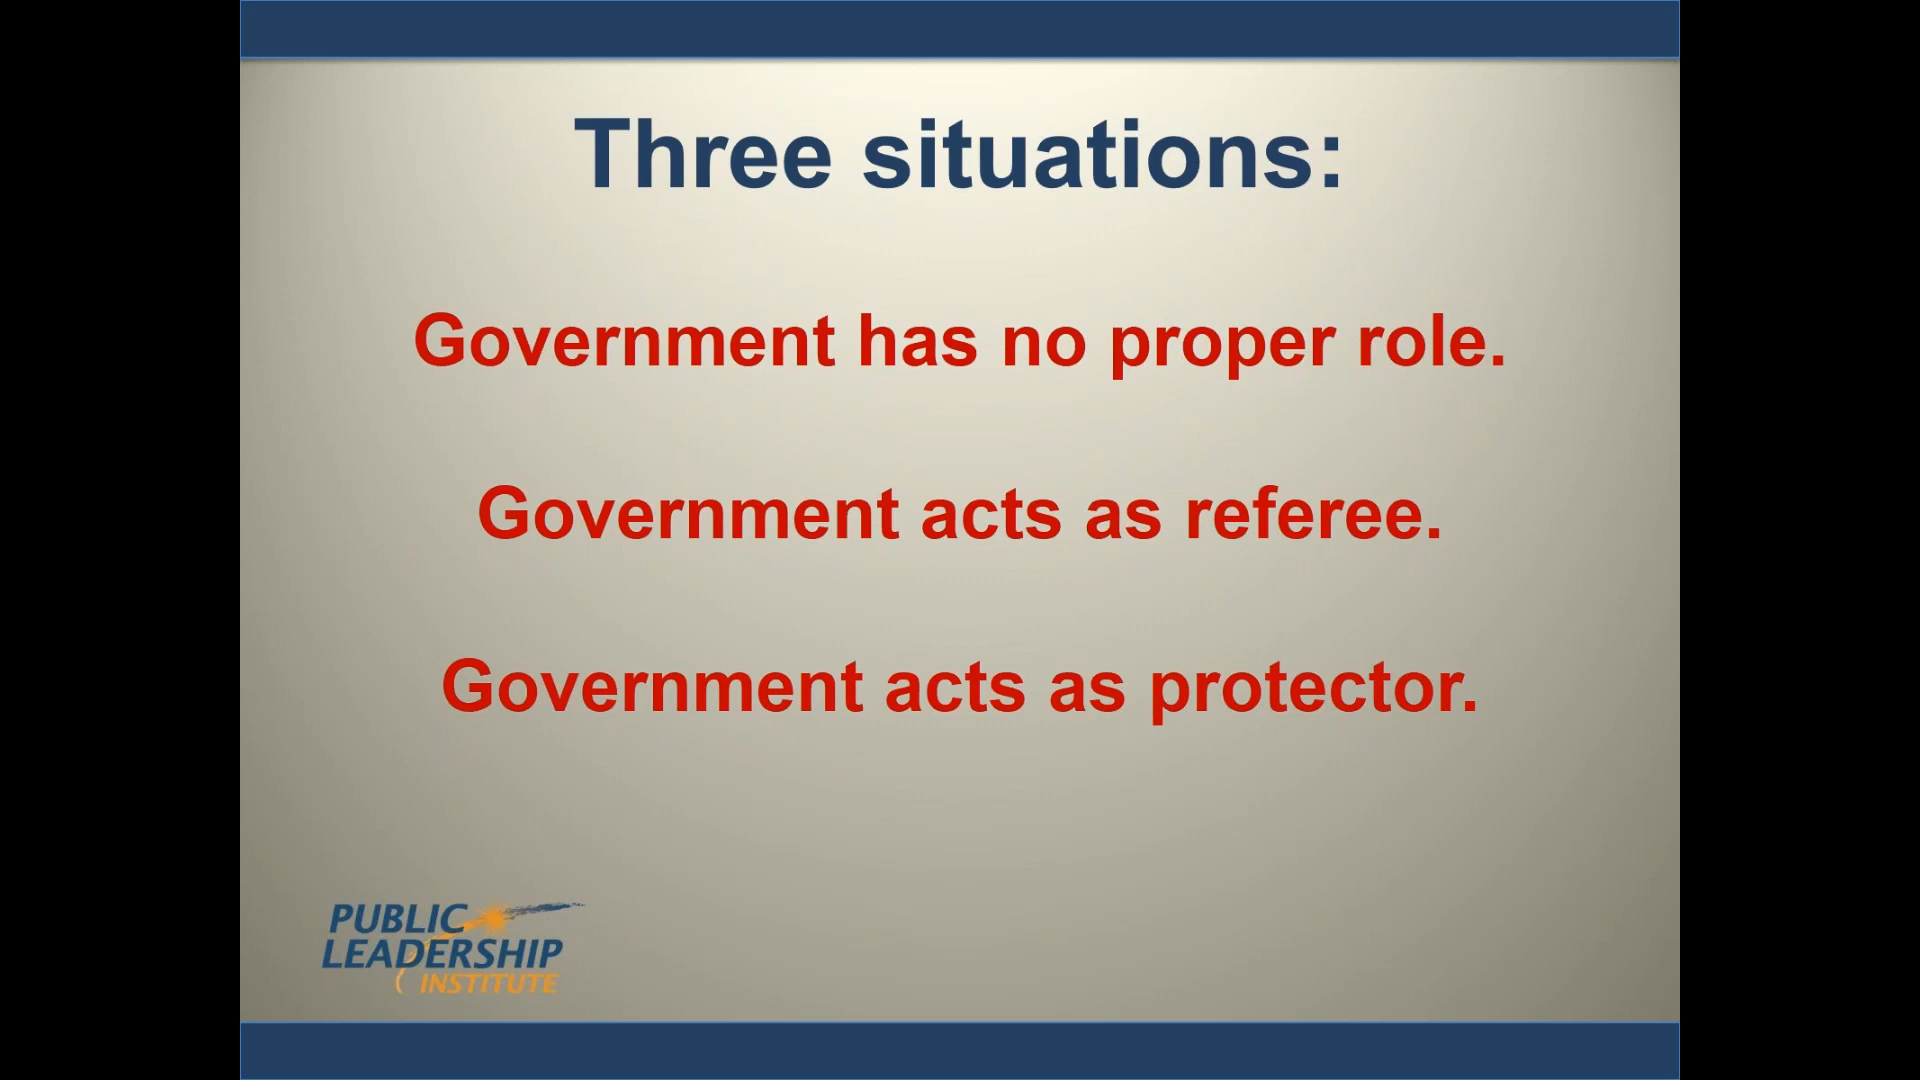 Three situations:
Government has no proper role.
Government acts as referee.
Government acts as protector.
PUBLIC
LEADERSHIP
INSTITUTE